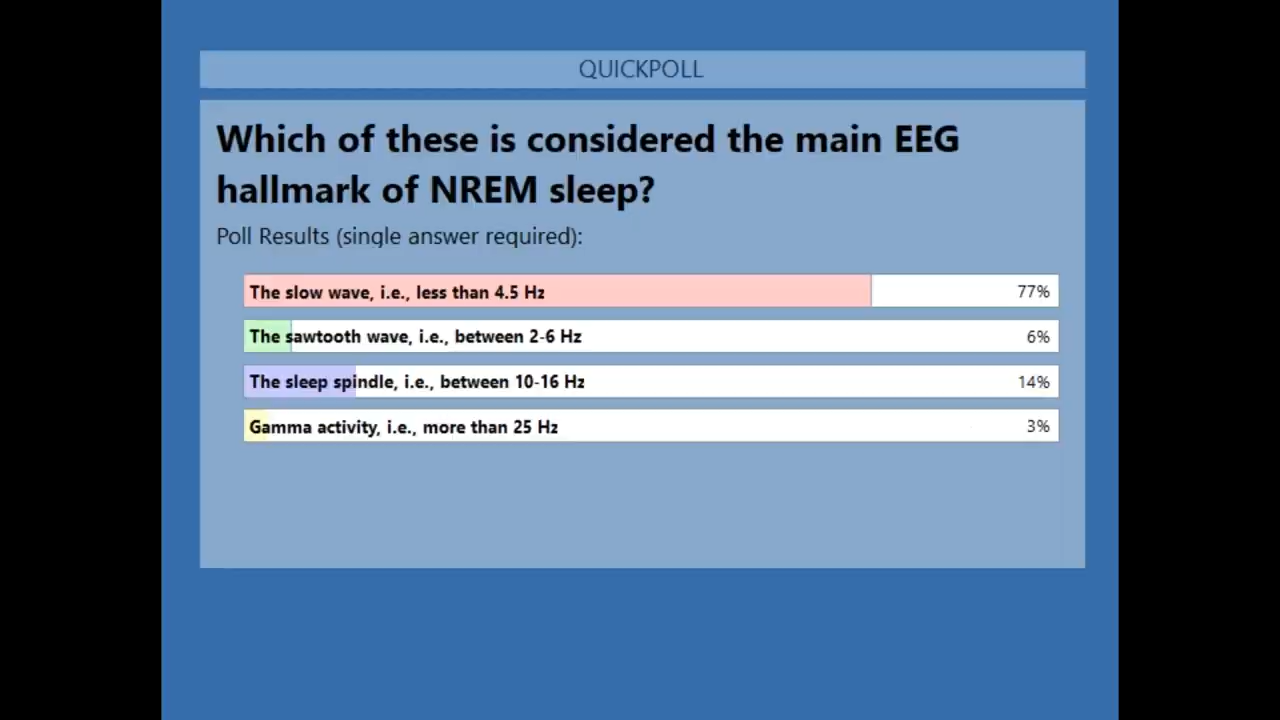 QUICKPOLL
Which of these is considered the main EEG
hallmark of NREM sleep?
Poll Results (single answer required):
The slow wave, i.e., less than 4.5 Hz 77%
The sawtooth wave, i.e., between 2-6 Hz 6%
The sleep spindle, i.e., between 10-16 Hz 14%
Gamma activity, i.e., more than 25 Hz 3%